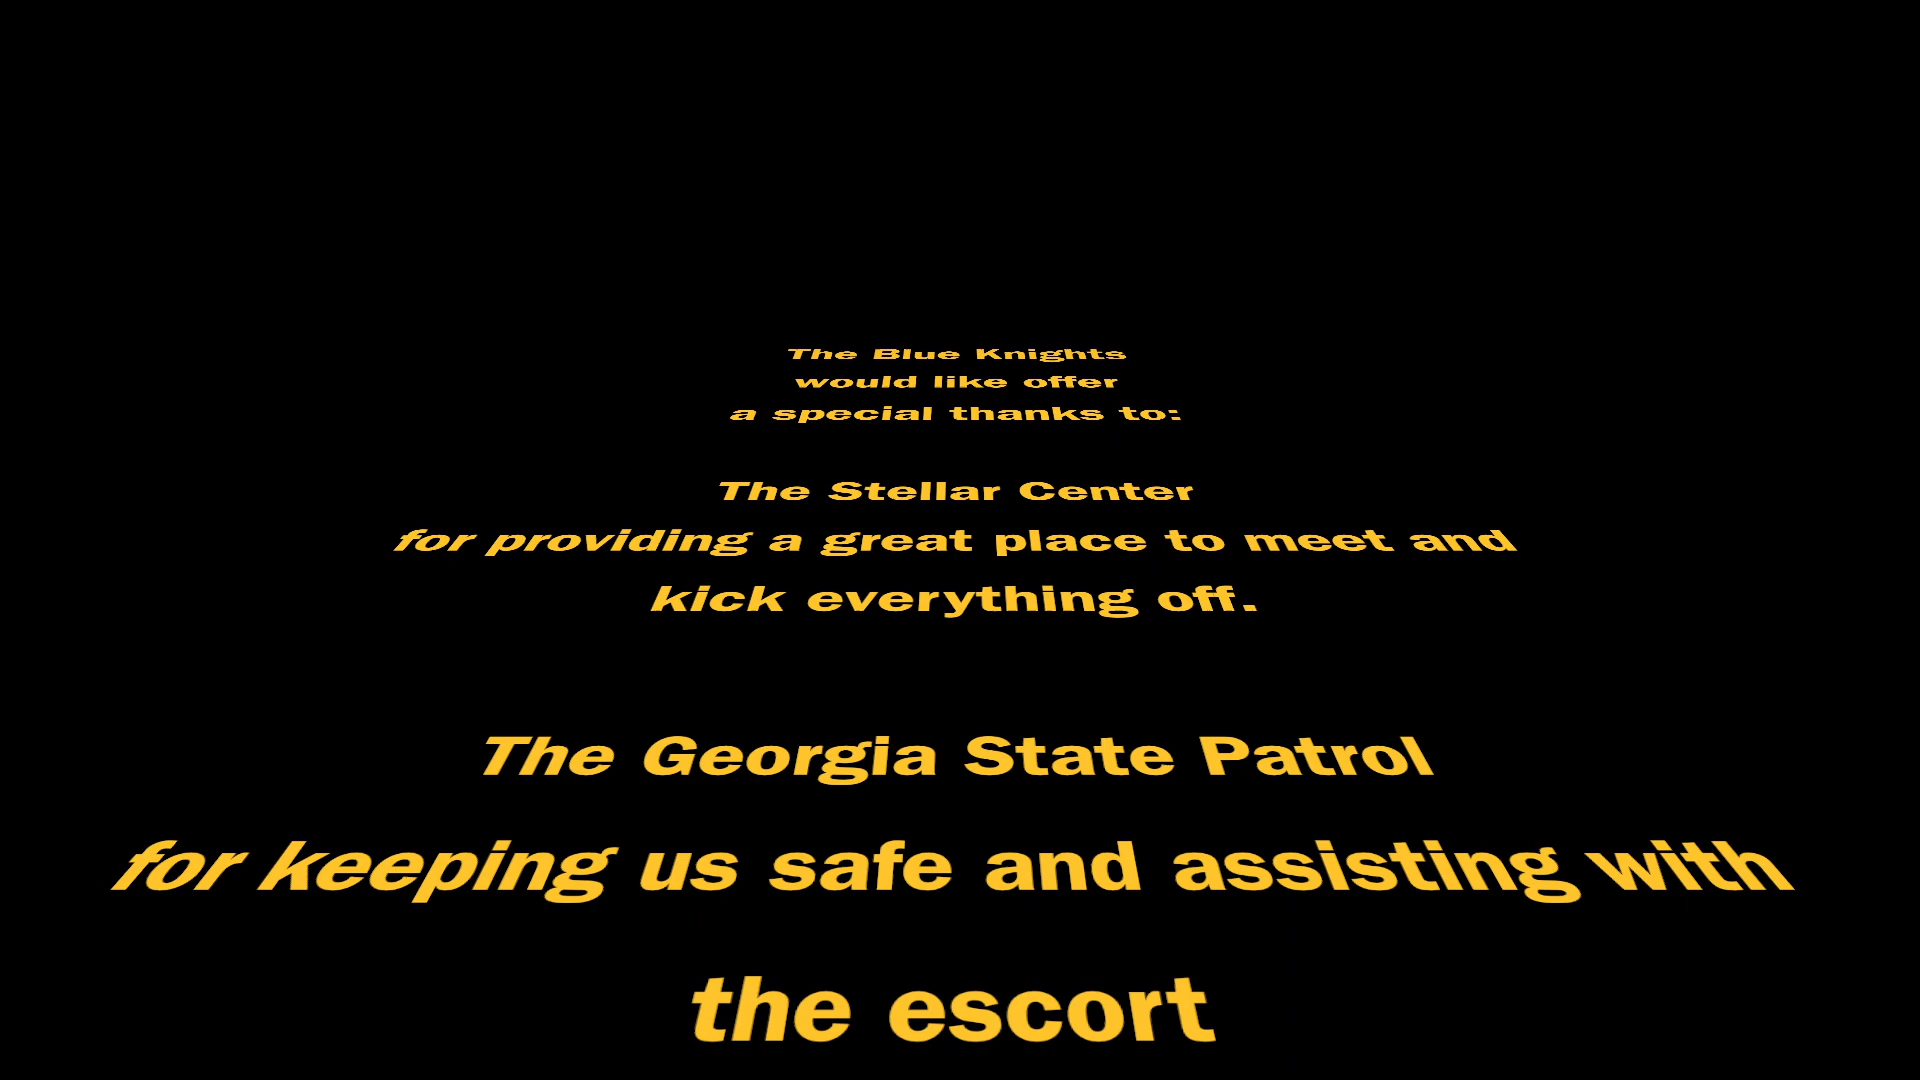 The Blue Knights
would like offer
a special thanks to:
The Stellar Center
for providing a great place to meet and
kick everything off.
The Georgia State Patrol
for keeping us safe and assisting with
the escort